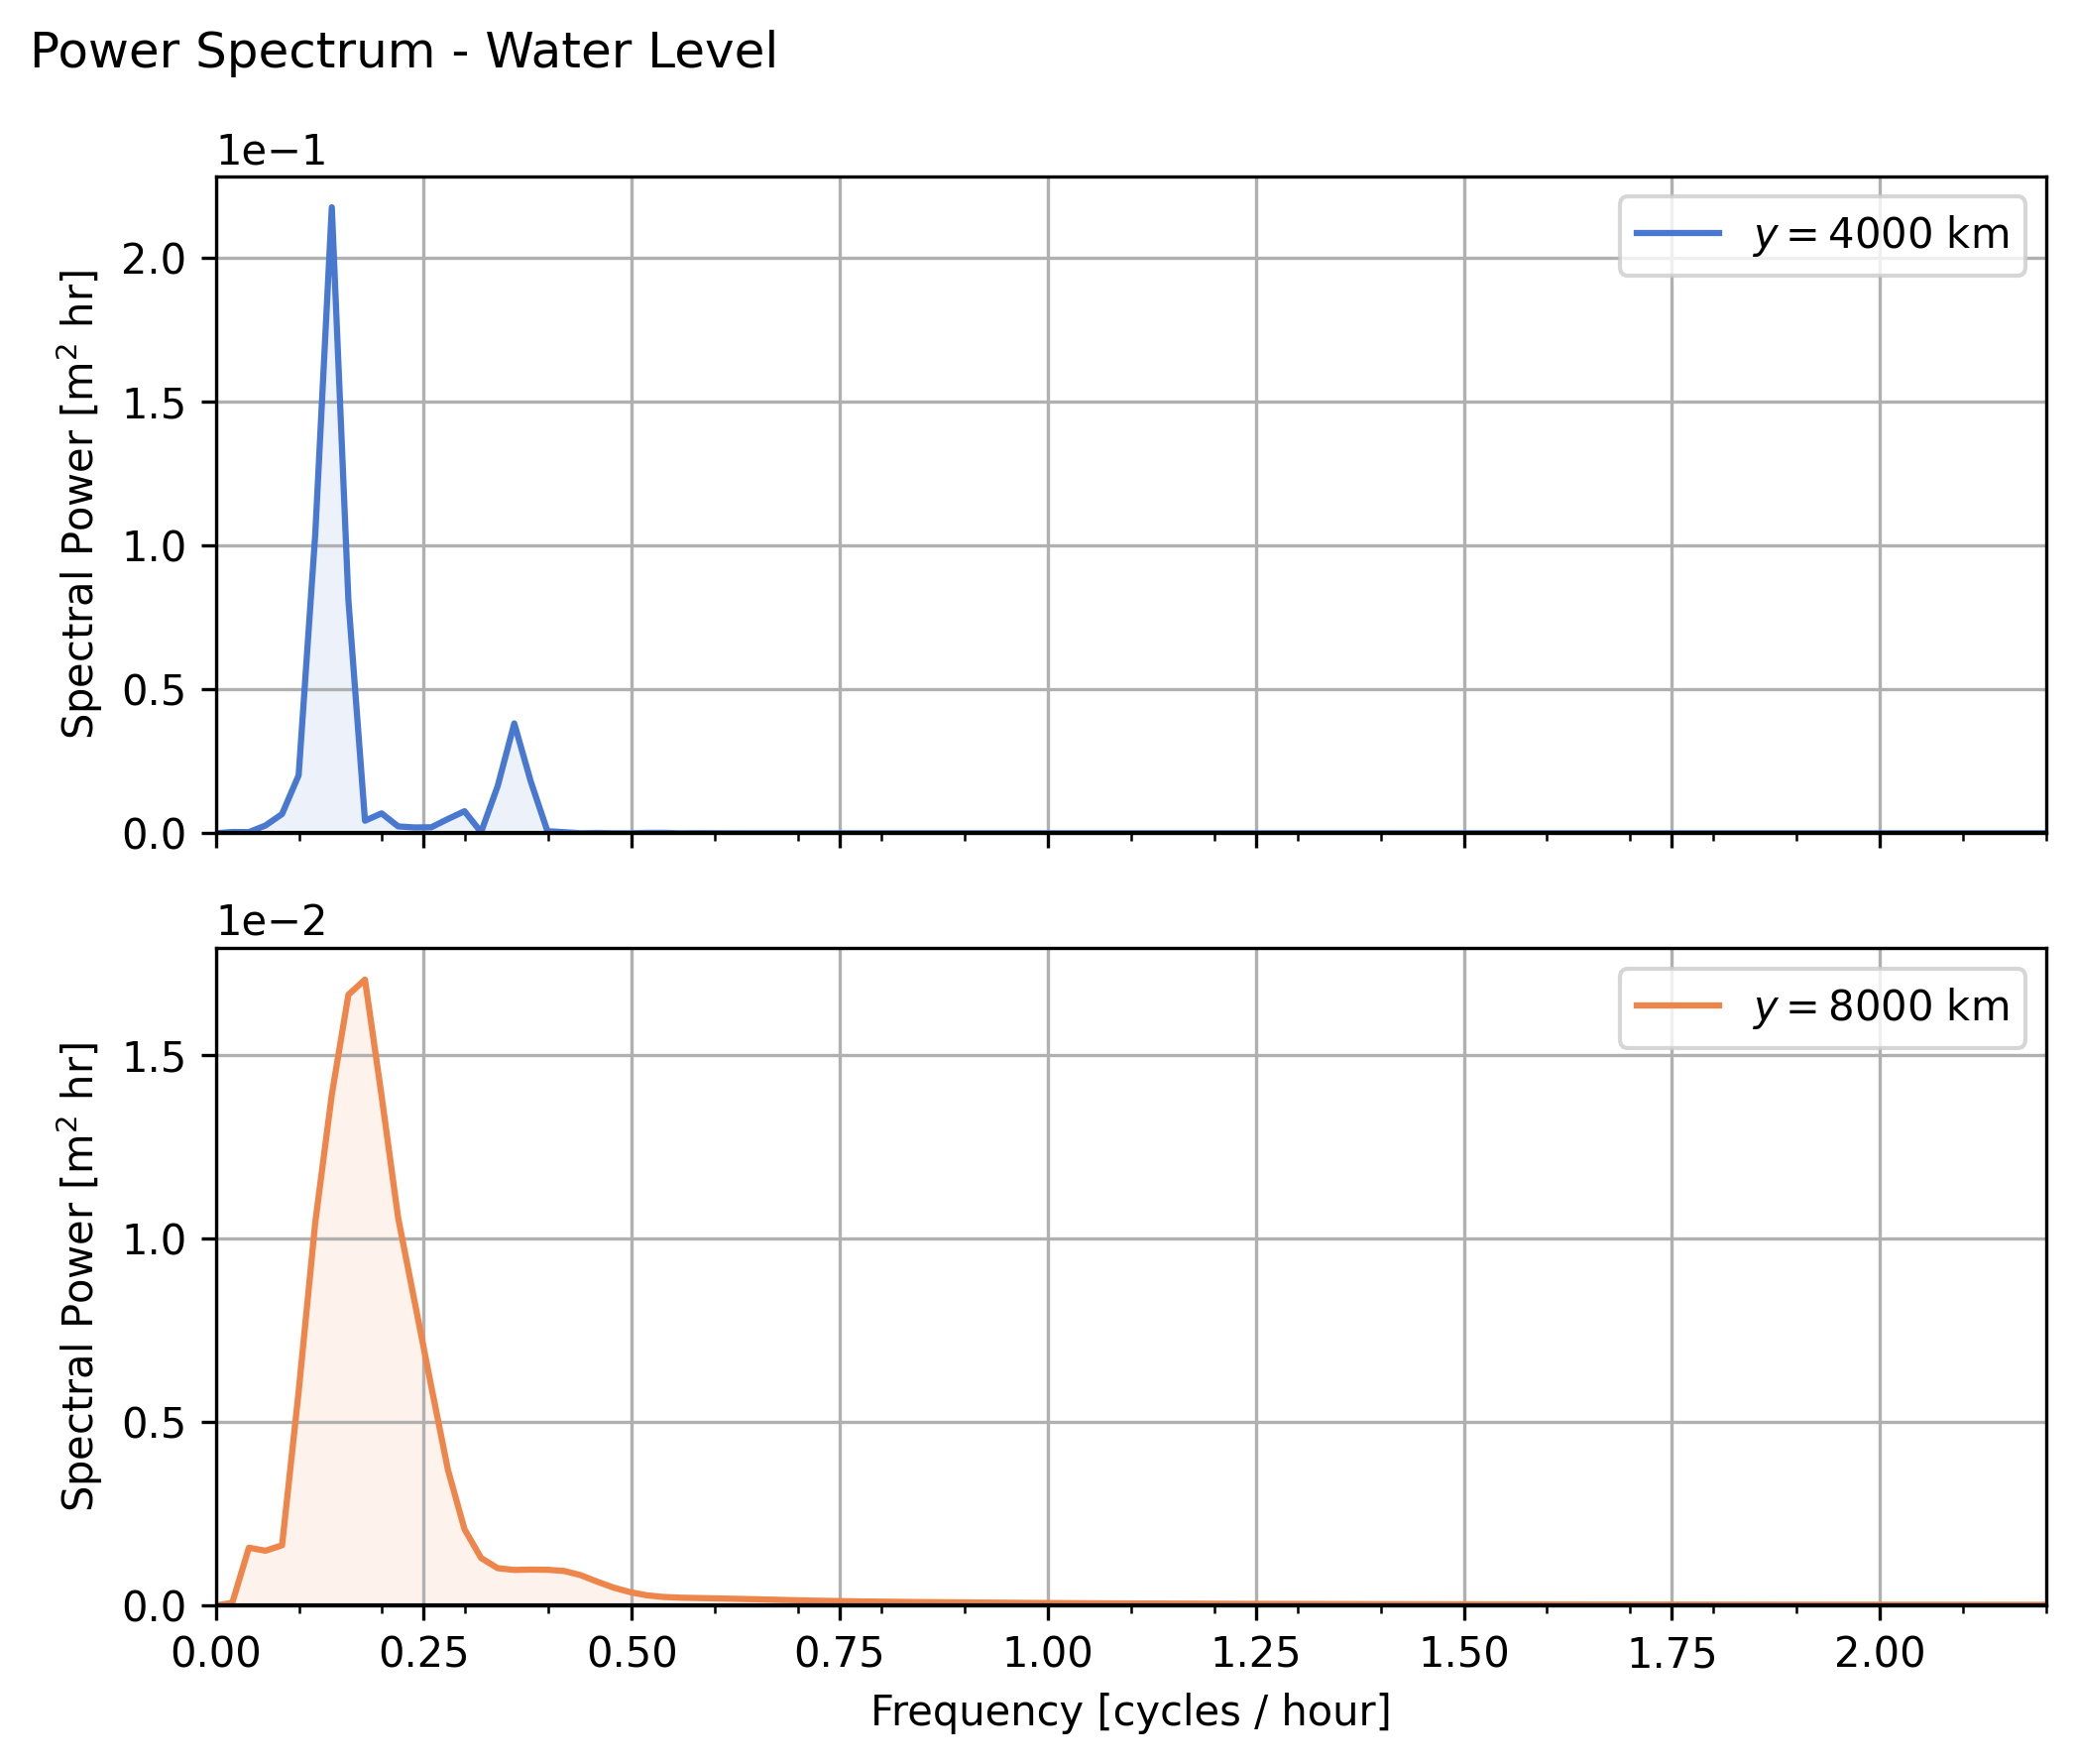 Power Spectrum - Water Level
1e−1
y = 4000 km
2.0
1.5
1.0
0.5
0.0
Spectral Power [m² hr]
1e−2
y = 8000 km
1.5
1.0
0.5
0.0
Spectral Power [m² hr]
0.00 0.25 0.50 0.75 1.00 1.25 1.50 1.75 2.00
Frequency [cycles / hour]